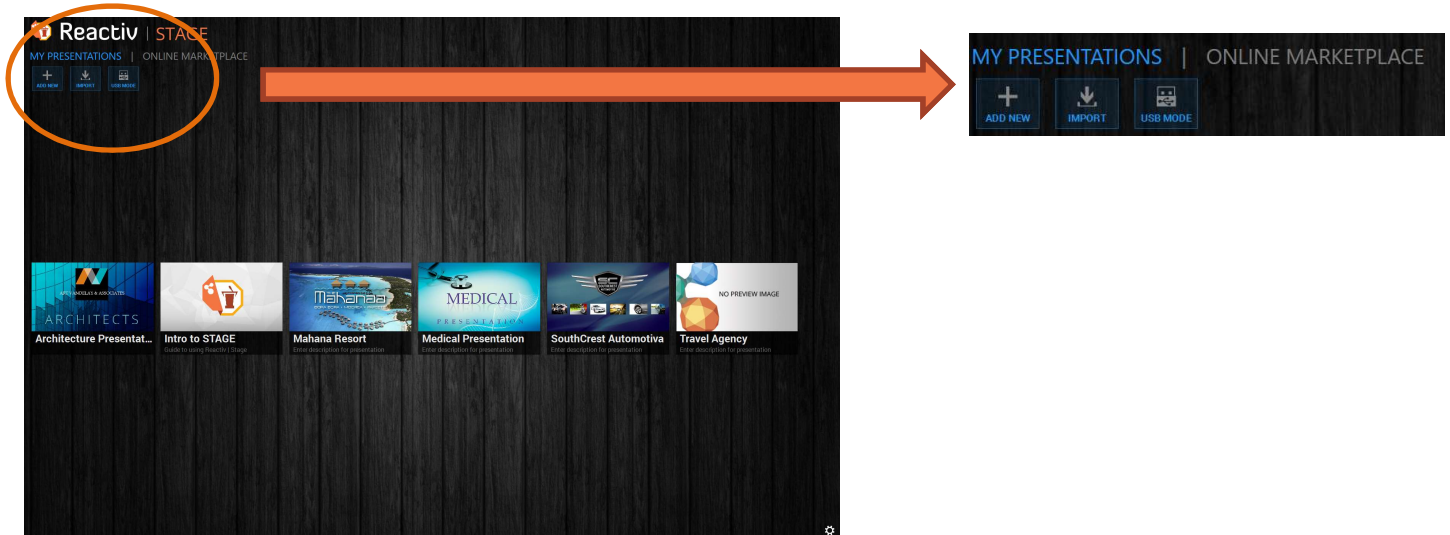 Reactiv | STAGE
MY PRESENTATIONS | ONLINE MARKETPLACE
ADD NEW IMPORT USB MODE
MY PRESENTATIONS | ONLINE MARKETPLACE
ADD NEW IMPORT USB MODE
ARCHITECTS
Mahanaa
MEDICAL
PRESENTATION
SC
NO PREVIEW IMAGE
Architecture Presentat... Intro to STAGE Mahana Resort Medical Presentation SouthCrest Automotiva Travel Agency
Guide to using Reactiv | Stage Enter description for presentation Enter description for presentation Enter description for presentation Enter description for presentation